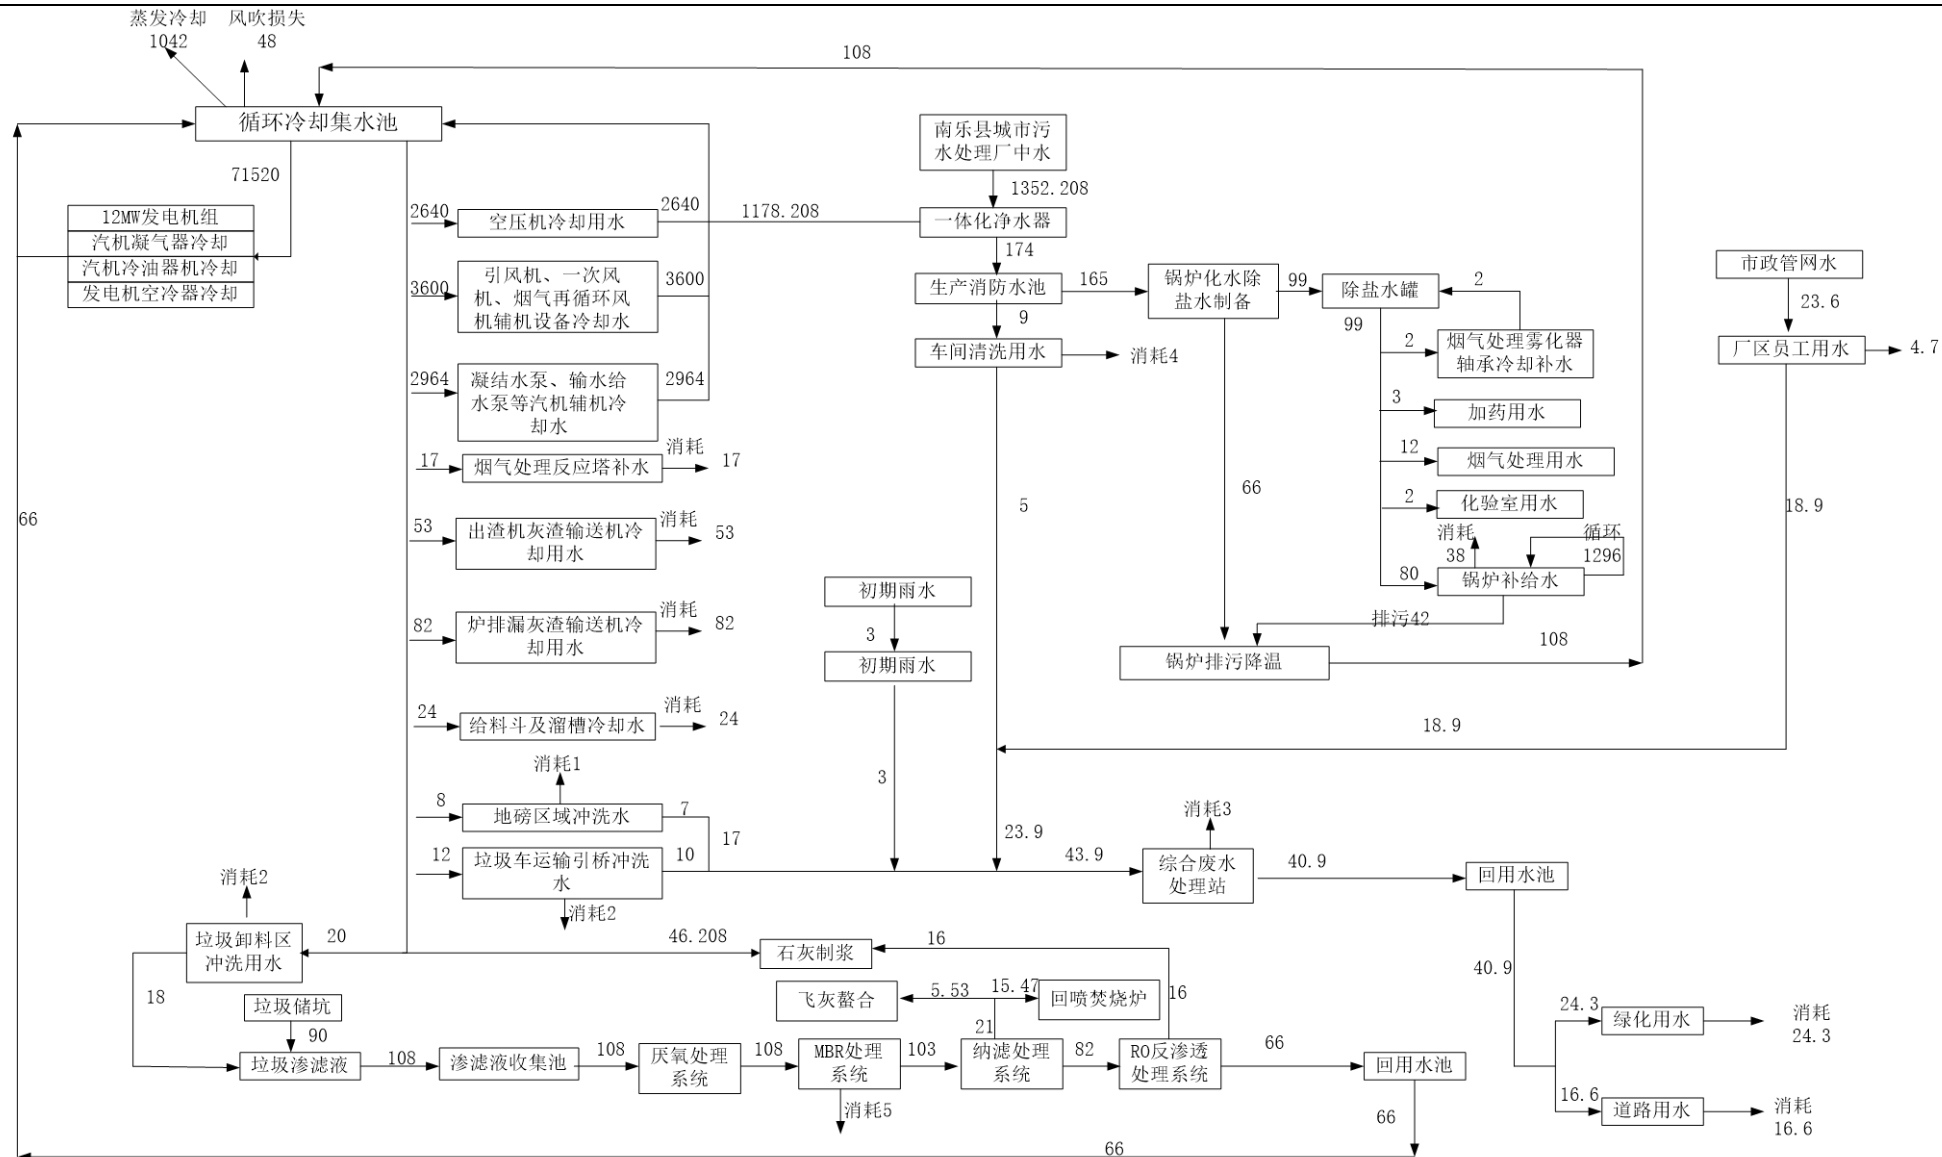 蒸发冷却
1042
风吹损失
48
108
循环冷却集水池
71520
12MW发电机组
汽机凝气器冷却
汽机冷油器机冷却
发电机空冷器冷却
66
2640
空压机冷却用水
2640
1178.208
3600
引风机、一次风
机、烟气再循环风
机辅机设备冷却水
3600
2964
凝结水泵、输水给
水泵等汽机辅机冷
却水
2964
17
烟气处理反应塔补水
消耗
17
53
出渣机灰渣输送机冷
却用水
消耗
53
82
炉排漏灰渣输送机冷
却用水
消耗
82
24
给料斗及溜槽冷却水
消耗
24
消耗1
8
地磅区域冲洗水
7
17
12
垃圾车运输引桥冲洗
水
10
消耗2
南乐县城市污
水处理厂中水
1352.208
一体化净水器
174
生产消防水池
165
9
车间清洗用水
消耗4
5
锅炉化水除
盐水制备
99
66
除盐水罐
2
99
2
烟气处理雾化器
轴承冷却补水
3
加药用水
12
烟气处理用水
2
化验室用水
消耗
38
循环
1296
80
锅炉补给水
排污42
锅炉排污降温
108
市政管网水
23.6
厂区员工用水
4.7
18.9
18.9
初期雨水
3
初期雨水
3
23.9
43.9
消耗3
综合废水
处理站
40.9
回用水池
40.9
24.3
绿化用水
消耗
24.3
16.6
道路用水
消耗
16.6
消耗2
垃圾卸料区
冲洗用水
20
46.208
石灰制浆
16
18
垃圾储坑
90
垃圾渗滤液
108
渗滤液收集池
108
厌氧处理
系统
108
MBR处理
系统
消耗5
103
纳滤处理
系统
21
飞灰螯合
5.53
15.47
回喷焚烧炉
16
82
RO反渗透
处理系统
66
回用水池
66
66